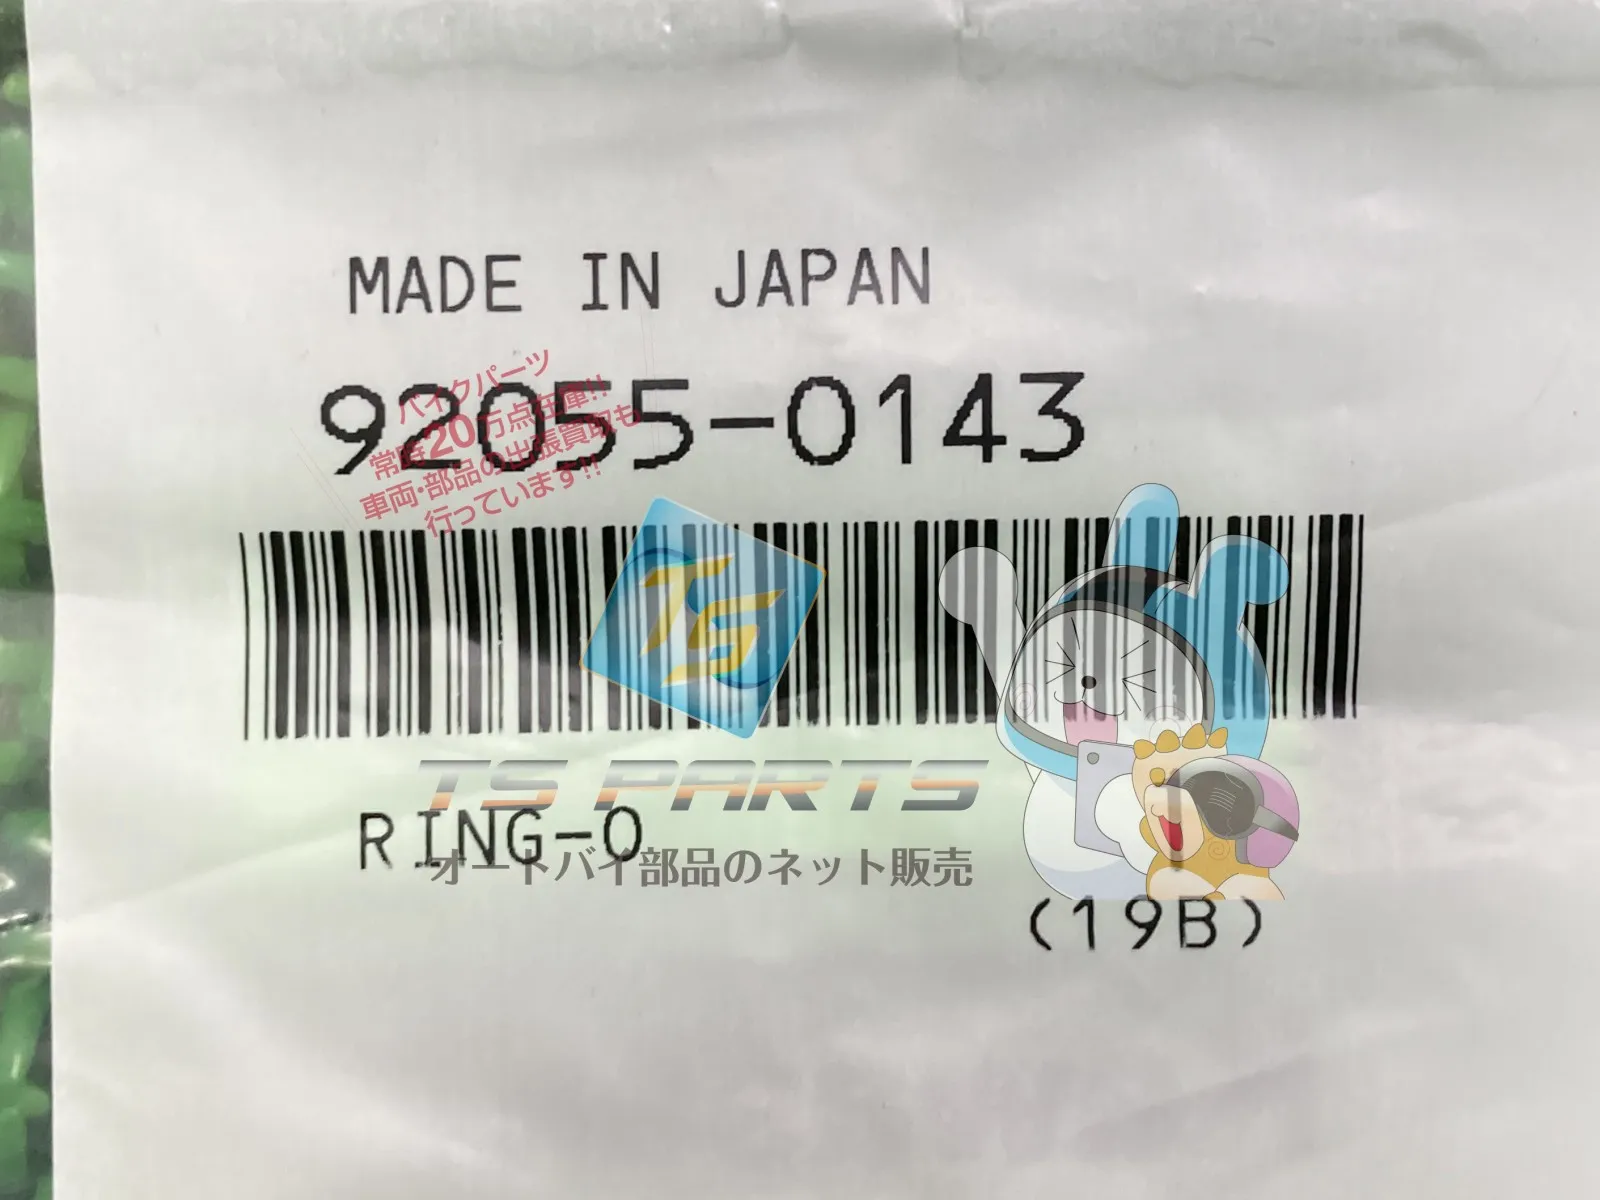 MADE IN JAPAN
バイクパーツ
常時20万点在庫!!
車両・部品の出張買取も
行っています!!
92055-0143
TS
TS PARTS
RING-O
オートバイ部品のネット販売
(19B)